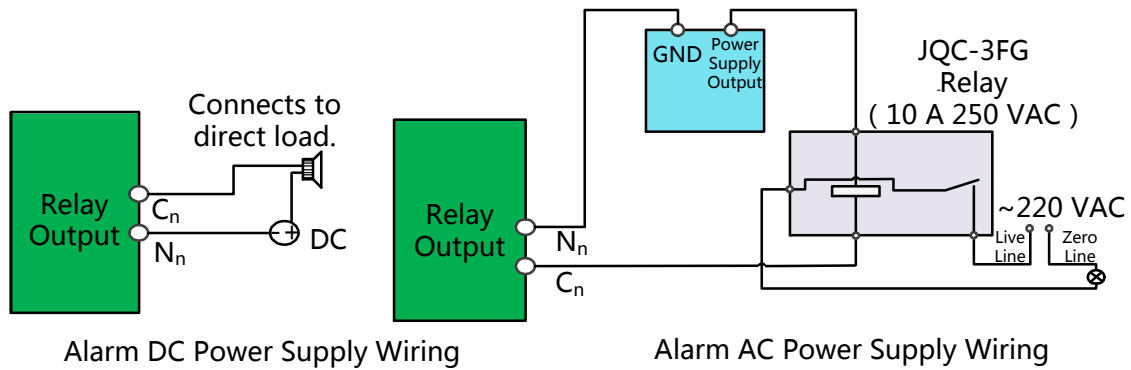 Connects to
direct load.
Relay
Output
Cn
Nn
DC
Alarm DC Power Supply Wiring
GND
Power
Supply
Output
JQC-3FG
Relay
( 10 A 250 VAC )
Relay
Output
Nn
Cn
~220 VAC
Live
Line
Zero
Line
Alarm AC Power Supply Wiring